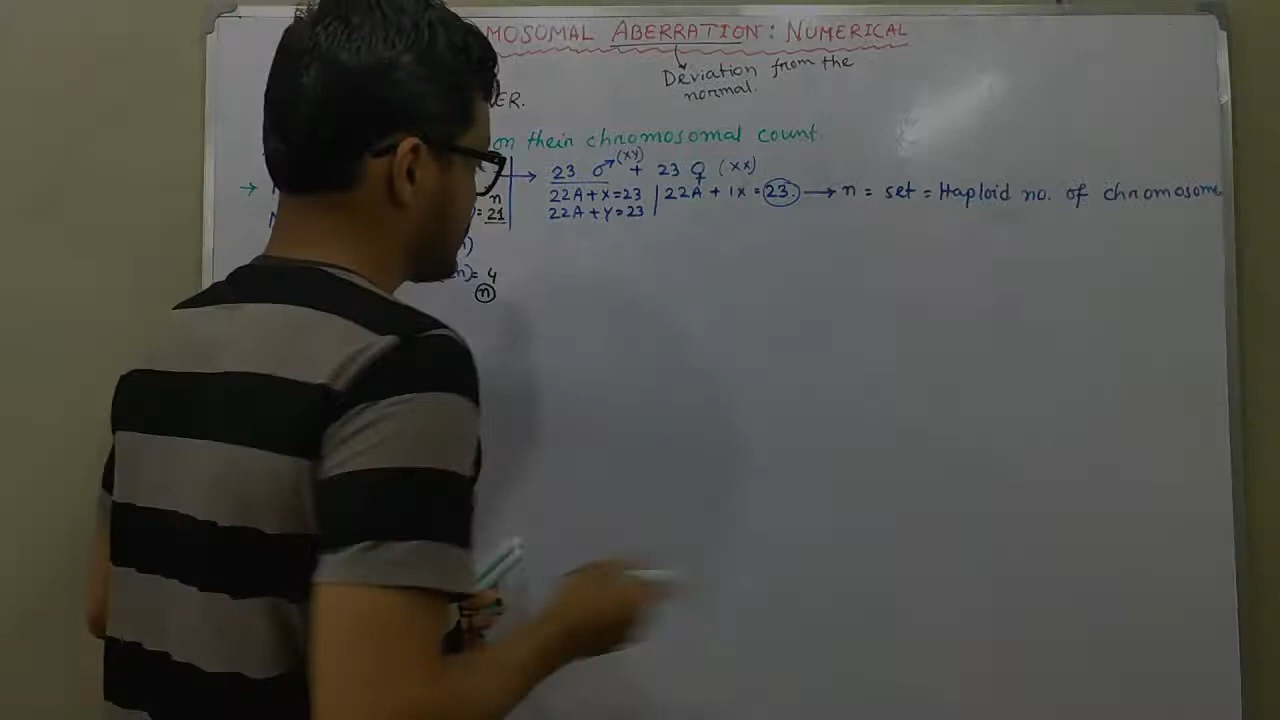 MOSOMAL ABERRATION: NUMERICAL
Deviation from the
normal.
ER.
on their chromosomal count.
→ 23 ♂ (XY) + 23 ♀ (XX)
n 22A+X=23 | 22A + 1X = 23. → n = set = Haploid no. of chromosome
= 21 22A+Y=23
)= 4
n